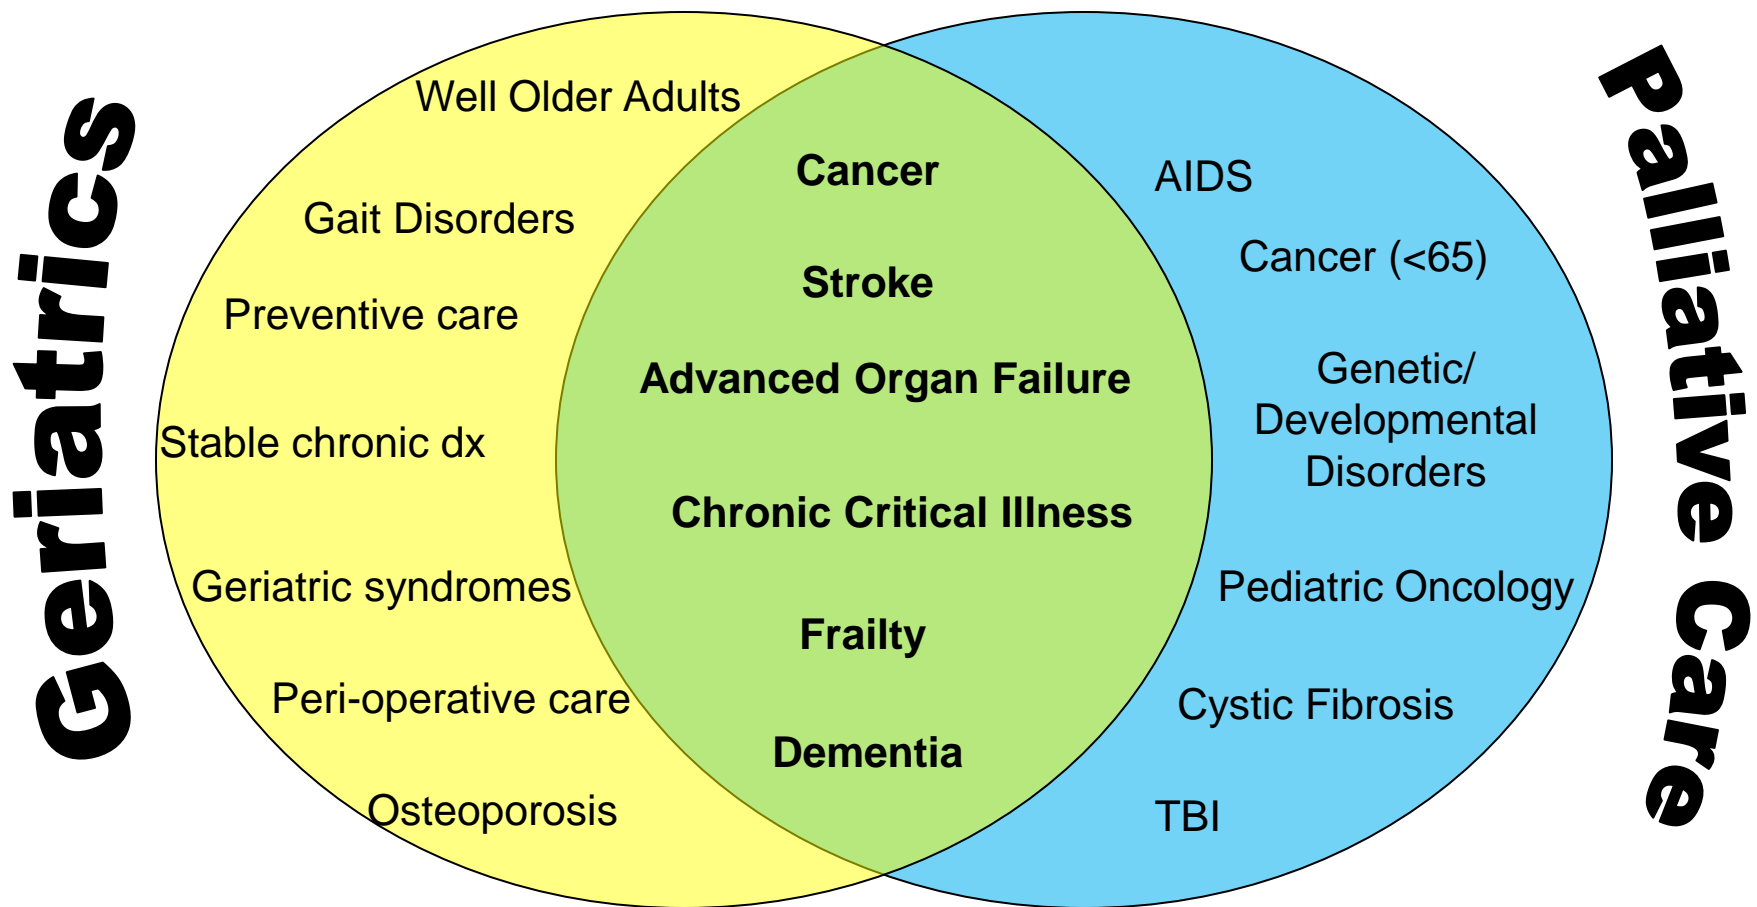 Geriatrics
Well Older Adults
Gait Disorders
Preventive care
Stable chronic dx
Geriatric syndromes
Peri-operative care
Osteoporosis
Cancer
Stroke
Advanced Organ Failure
Chronic Critical Illness
Frailty
Dementia
AIDS
Cancer (<65)
Genetic/
Developmental
Disorders
Pediatric Oncology
Cystic Fibrosis
TBI
Palliative Care